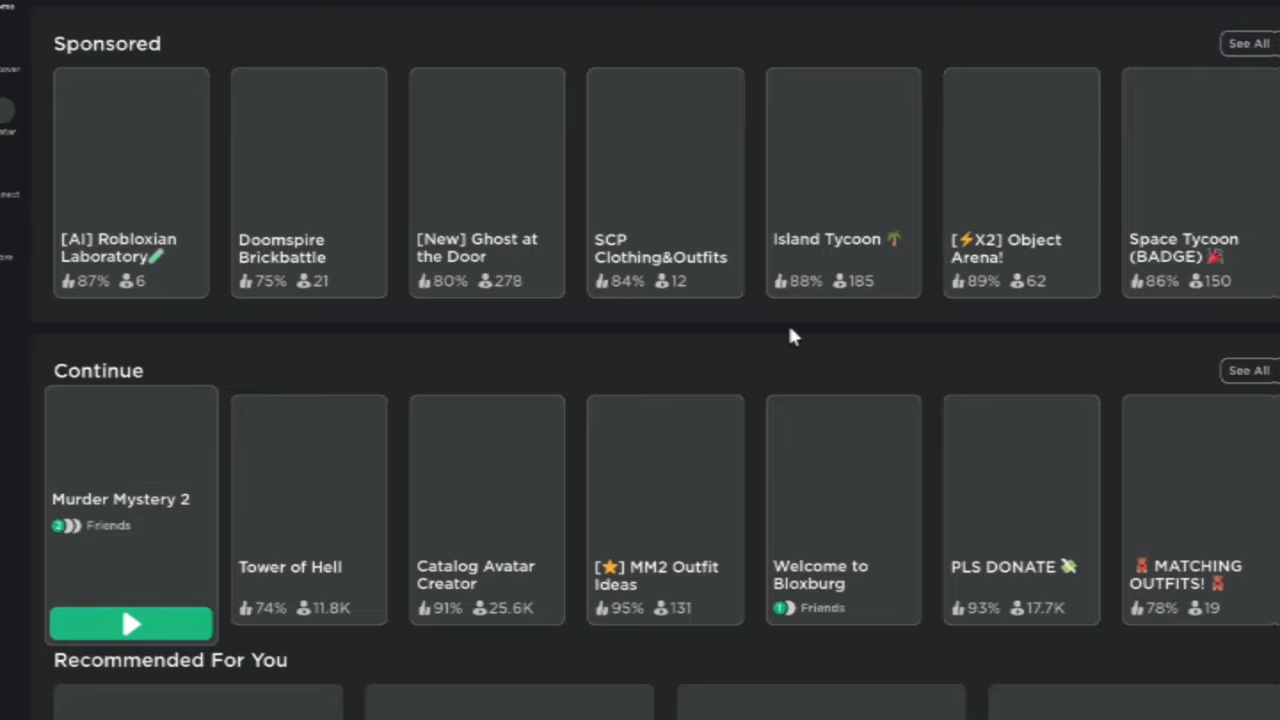 Sponsored
See All
[AI] Robloxian
Laboratory🧪
87% 6
Doomspire
Brickbattle
75% 21
[New] Ghost at
the Door
80% 278
SCP
Clothing&Outfits
84% 12
Island Tycoon 🌴
88% 185
[⚡X2] Object
Arena!
89% 62
Space Tycoon
(BADGE) 🎉
86% 150
Continue
See All
Murder Mystery 2
2 Friends
Tower of Hell
74% 11.8K
Catalog Avatar
Creator
91% 25.6K
[⭐] MM2 Outfit
Ideas
95% 131
Welcome to
Bloxburg
1 Friends
PLS DONATE 💸
93% 17.7K
🧸 MATCHING
OUTFITS! 🧸
78% 19
Recommended For You